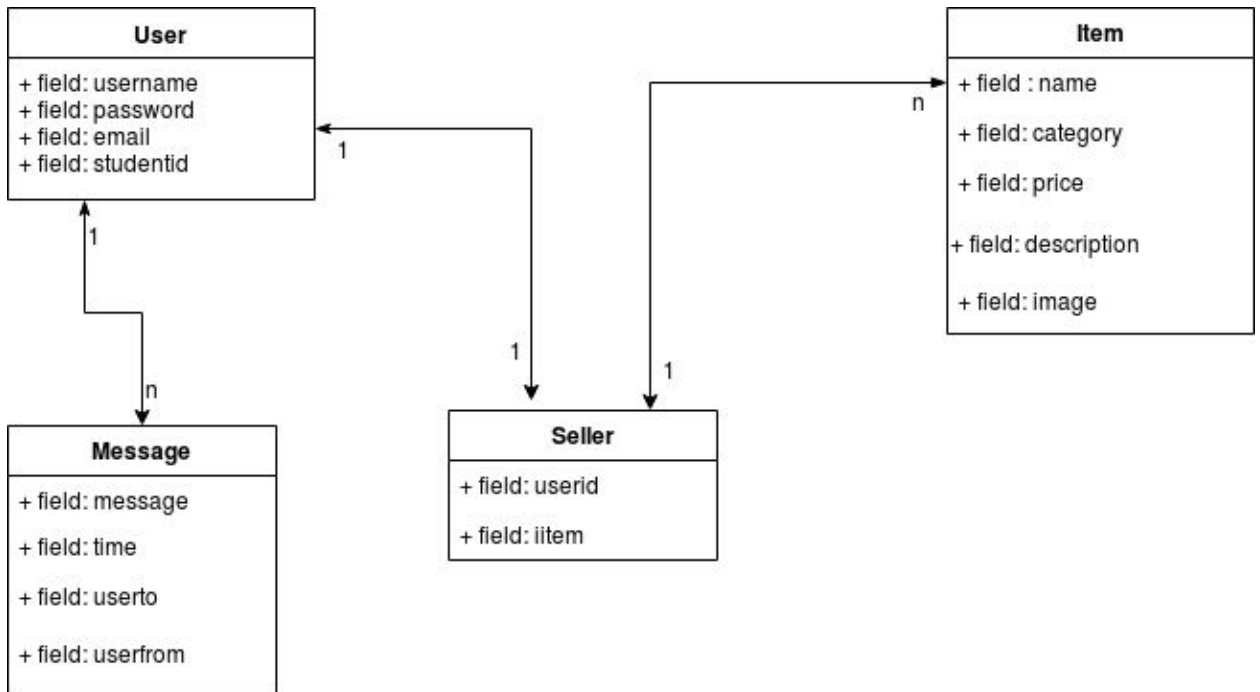 User
+ field: username
+ field: password
+ field: email
+ field: studentid
1
1
n
Message
+ field: message
+ field: time
+ field: userto
+ field: userfrom
1
1
Seller
+ field: userid
+ field: iitem
n
Item
+ field : name
+ field: category
+ field: price
+ field: description
+ field: image